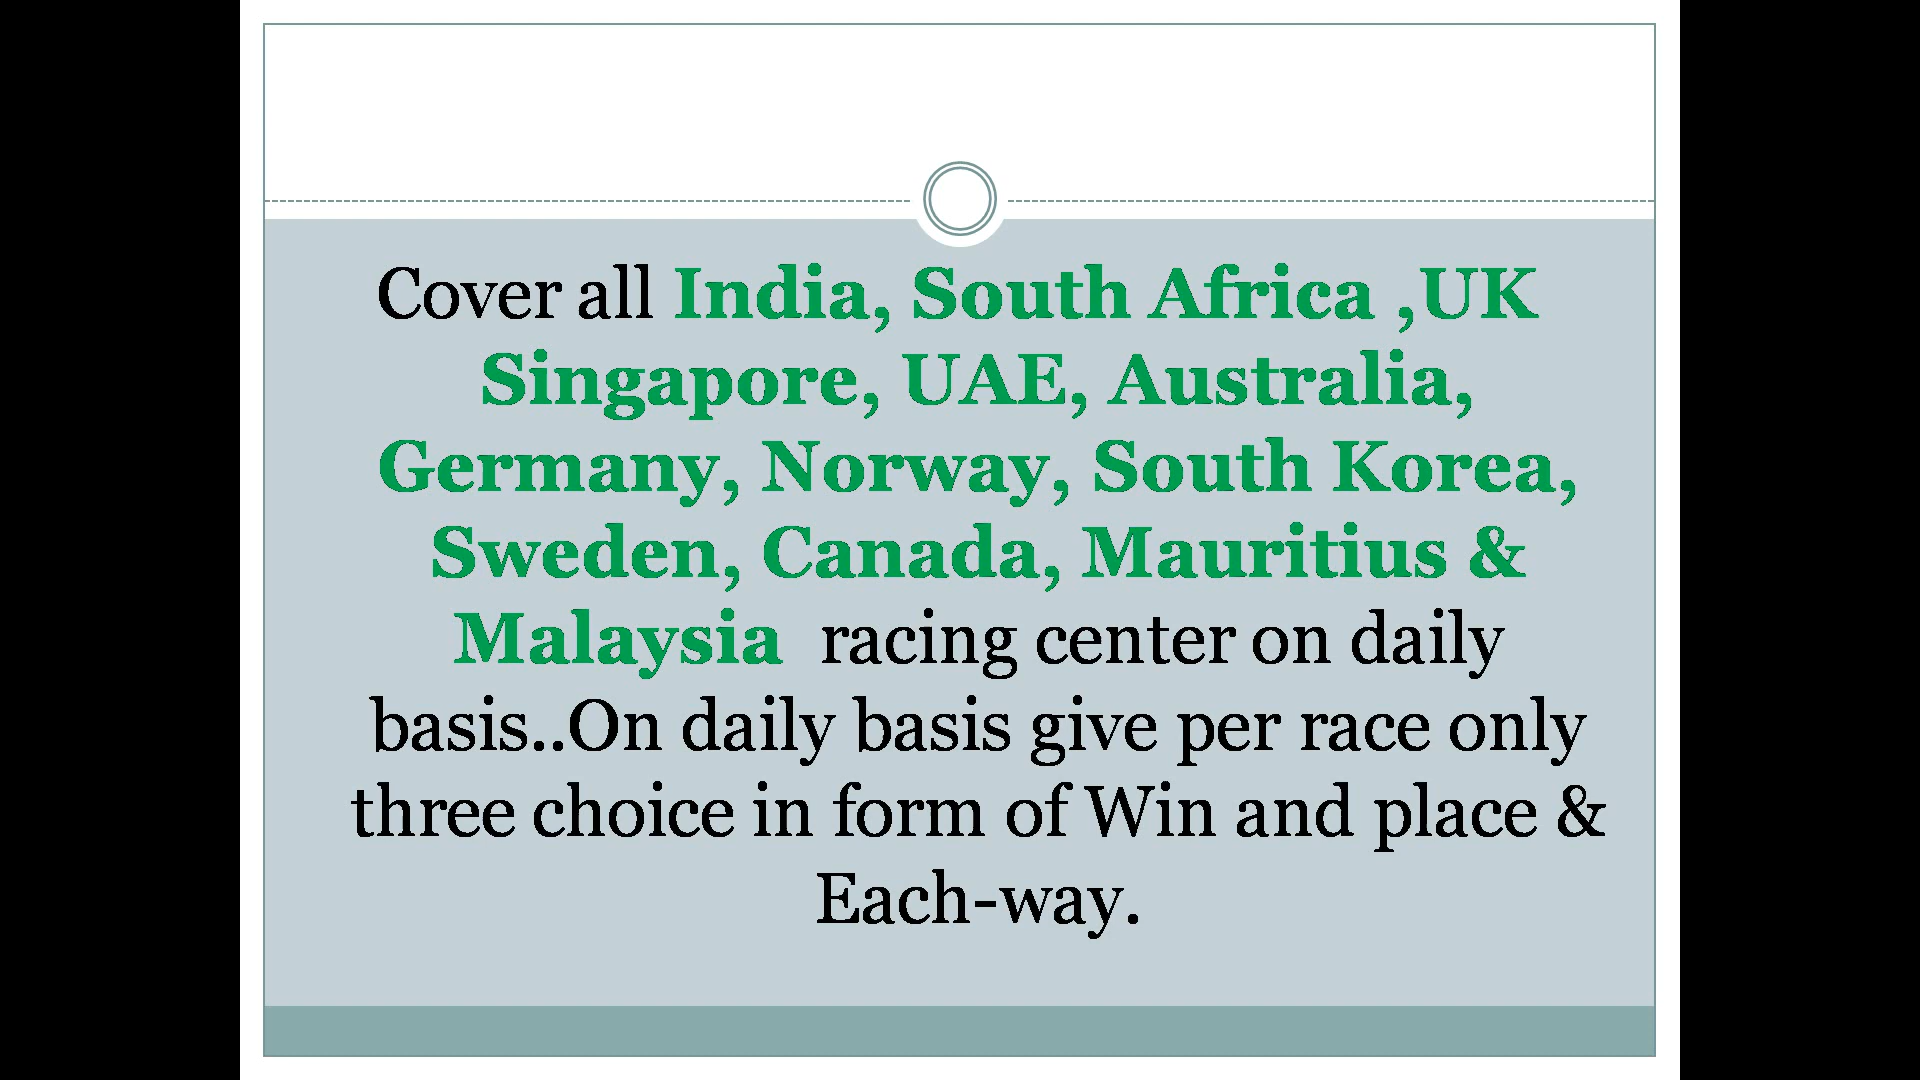 Cover all India, South Africa ,UK
Singapore, UAE, Australia,
Germany, Norway, South Korea,
Sweden, Canada, Mauritius &
Malaysia  racing center on daily
basis..On daily basis give per race only
three choice in form of Win and place &
Each-way.